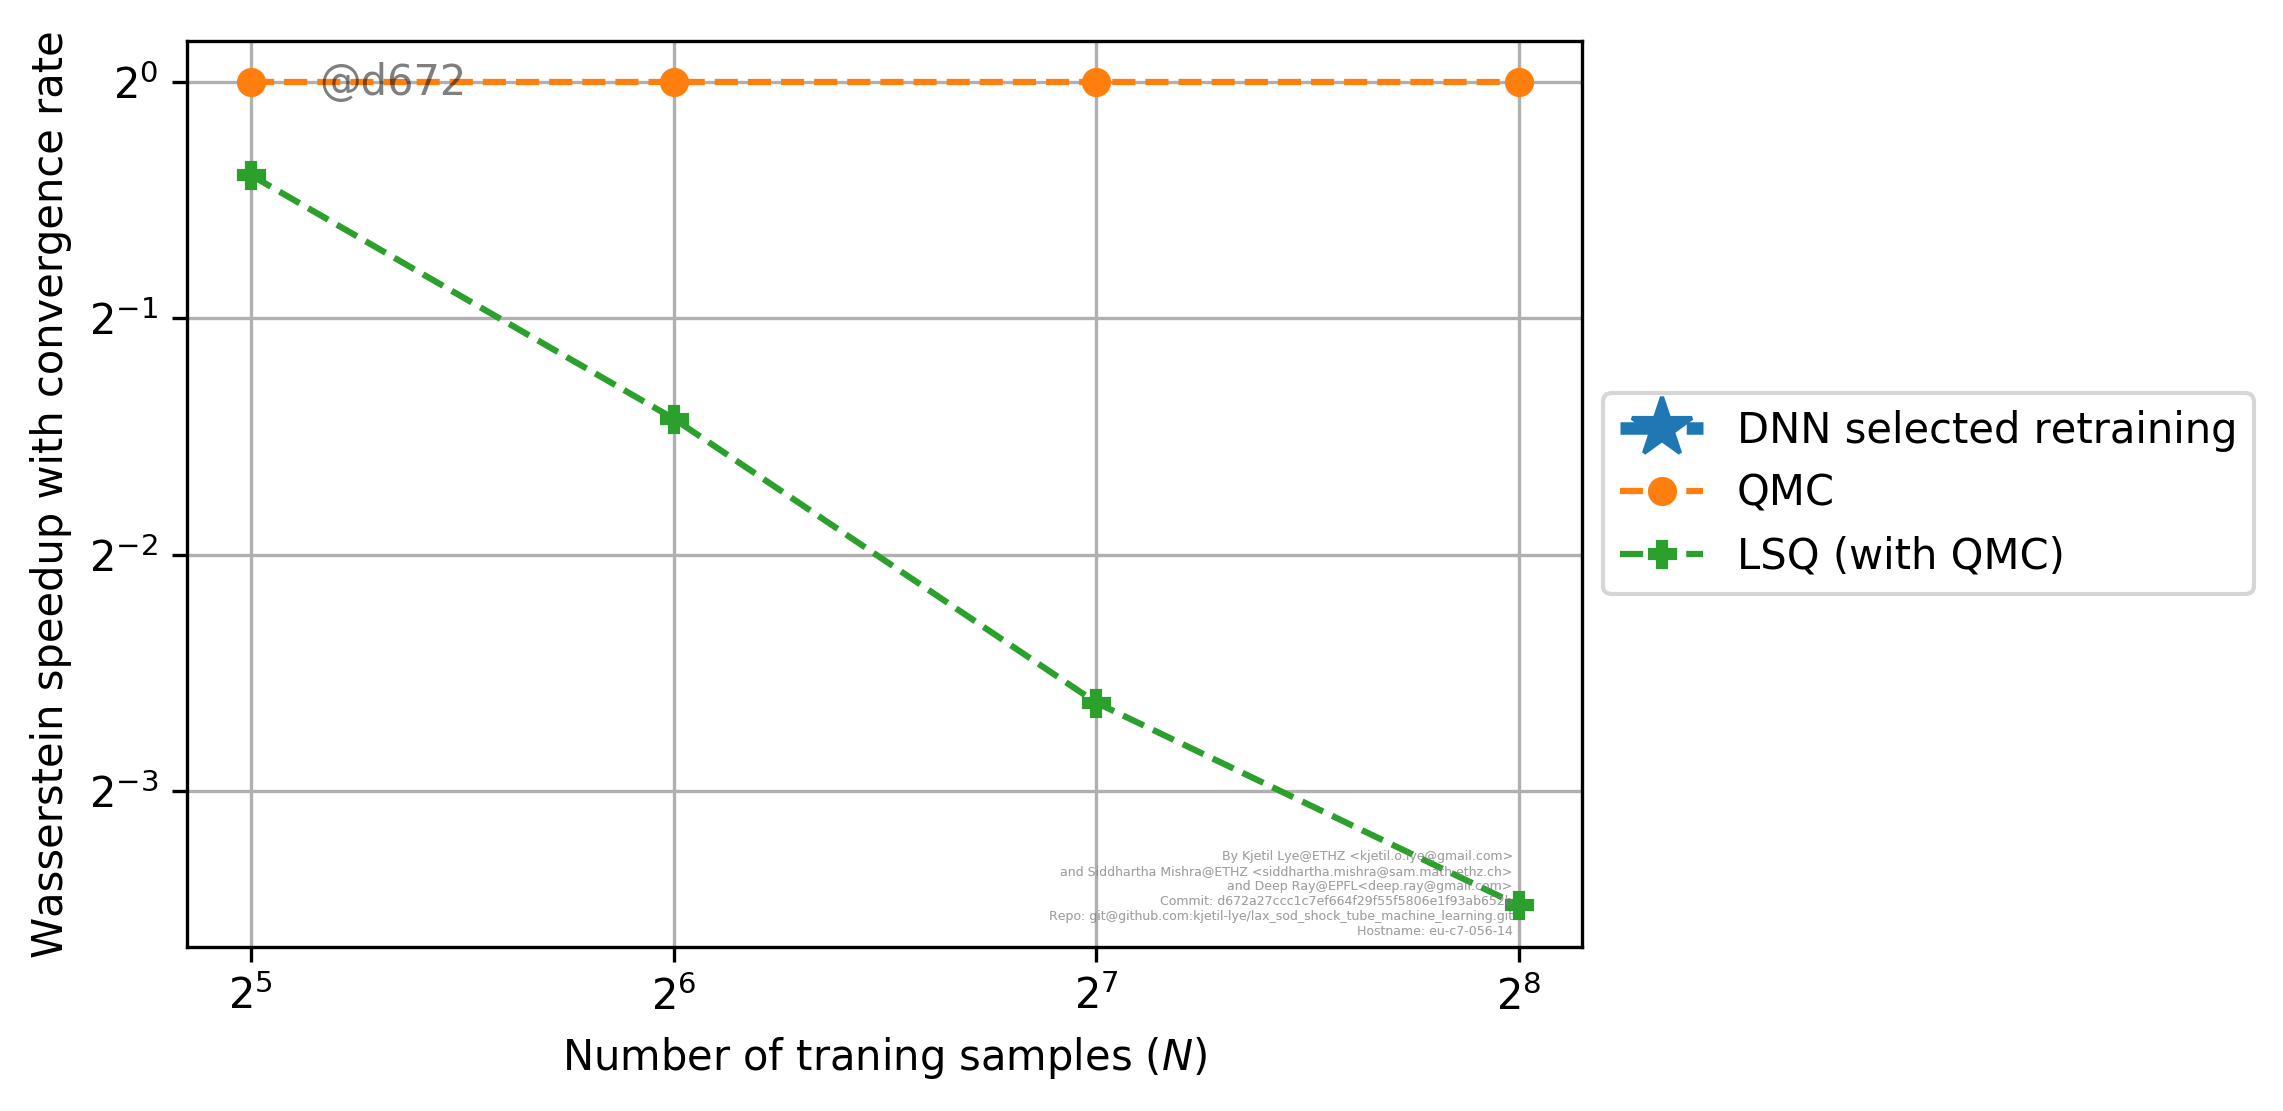 Wasserstein speedup with convergence rate
2⁰
2⁻¹
2⁻²
2⁻³
@d672
By Kjetil Lye@ETHZ <kjetil.o.lye@gmail.com>
and Siddhartha Mishra@ETHZ <siddhartha.mishra@sam.math.ethz.ch>
and Deep Ray@EPFL<deep.ray@gmail.com>
Commit:
Repo: git@github.com:kjetil-lye/lax_sod_shock_tube_machine_learning.git
Hostname: eu-c7-056-14
2⁵ 2⁶ 2⁷ 2⁸
Number of traning samples (N)
DNN selected retraining
QMC
LSQ (with QMC)